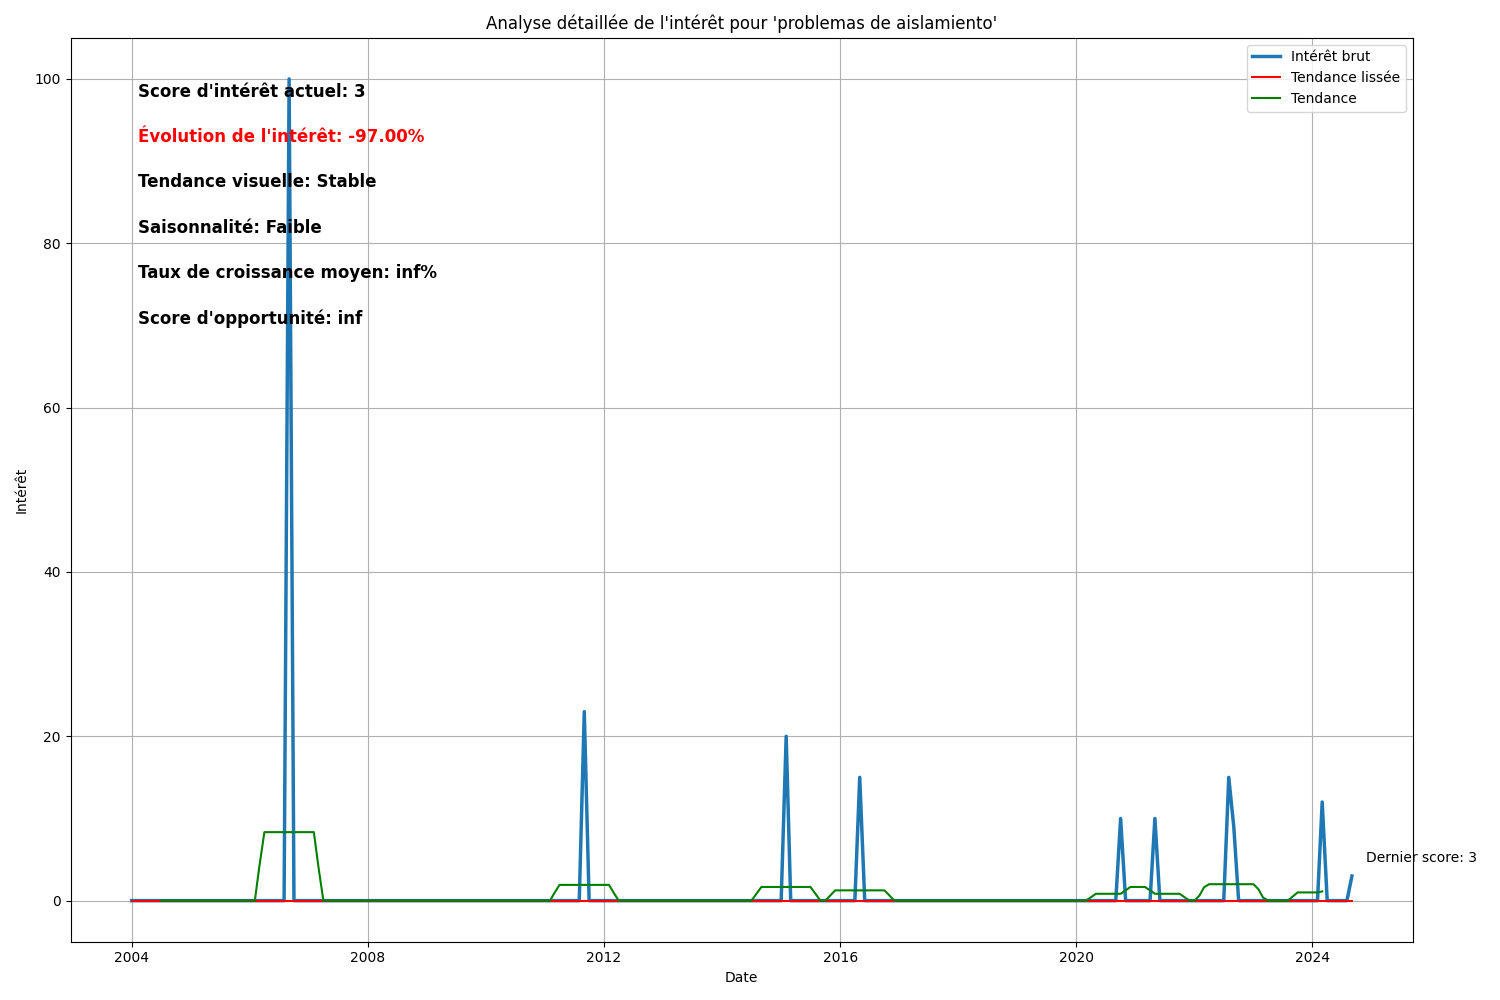 Analyse détaillée de l'intérêt pour 'problemas de aislamiento'
Intérêt brut
Tendance lissée
Tendance
Score d'intérêt actuel: 3
Évolution de l'intérêt: -97.00%
Tendance visuelle: Stable
Saisonnalité: Faible
Taux de croissance moyen: inf%
Score d'opportunité: inf
100
80
60
40
20
0
Intérêt
Dernier score: 3
2004 2008 2012 2016 2020 2024
Date